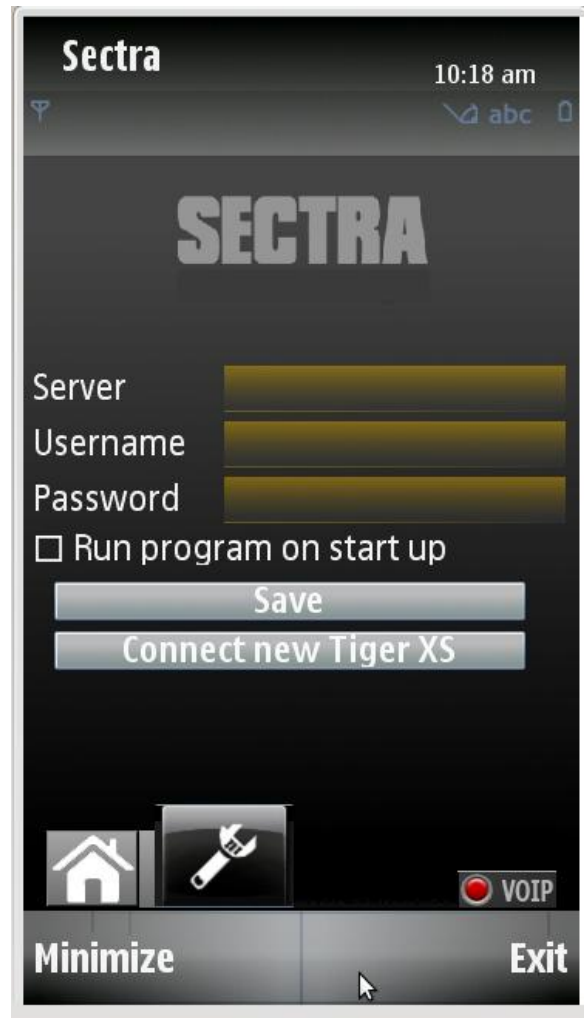 Sectra
10:18 am
abc
SECTRA
Server
Username
Password
Run program on start up
Save
Connect new Tiger XS
VOIP
Minimize
Exit